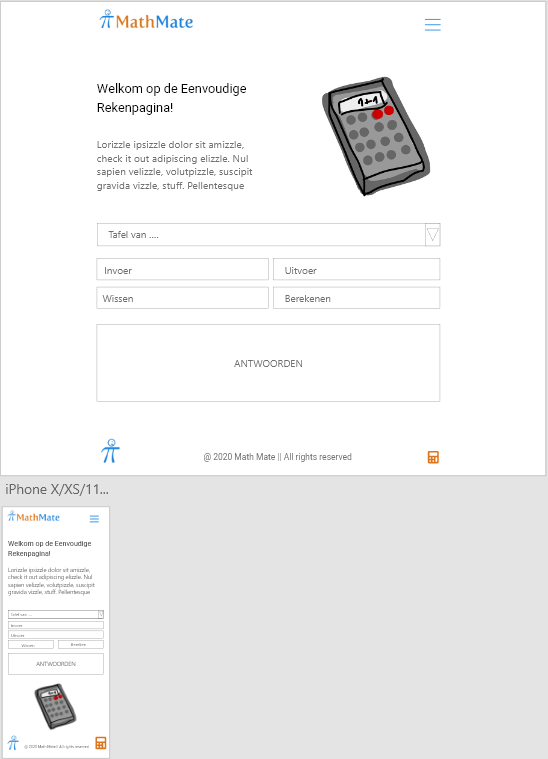 MathMate
Welkom op de Eenvoudige
Rekenpagina!
1+1
Lorizzle ipsizzle dolor sit amizzle,
check it out adipiscing elizzle. Nul
sapien velizzle, volutpizzle, suscipit
gravida vizzle, stuff. Pellentesque
Tafel van ....
Invoer
Uitvoer
Wissen
Berekenen
ANTWOORDEN
@ 2020 Math Mate || All rights reserved
iPhone X/XS/11...
MathMate
Welkom op de Eenvoudige
Rekenpagina!
Lorizzle ipsizzle dolor sit amizzle,
check it out adipiscing elizzle. Nul
sapien velizzle, volutpizzle, suscipit
gravida vizzle, stuff. Pellentesque
Tafel van ....
Invoer
Uitvoer
Wissen
Bereken
ANTWOORDEN
@ 2020 Math Mate || All rights reserved